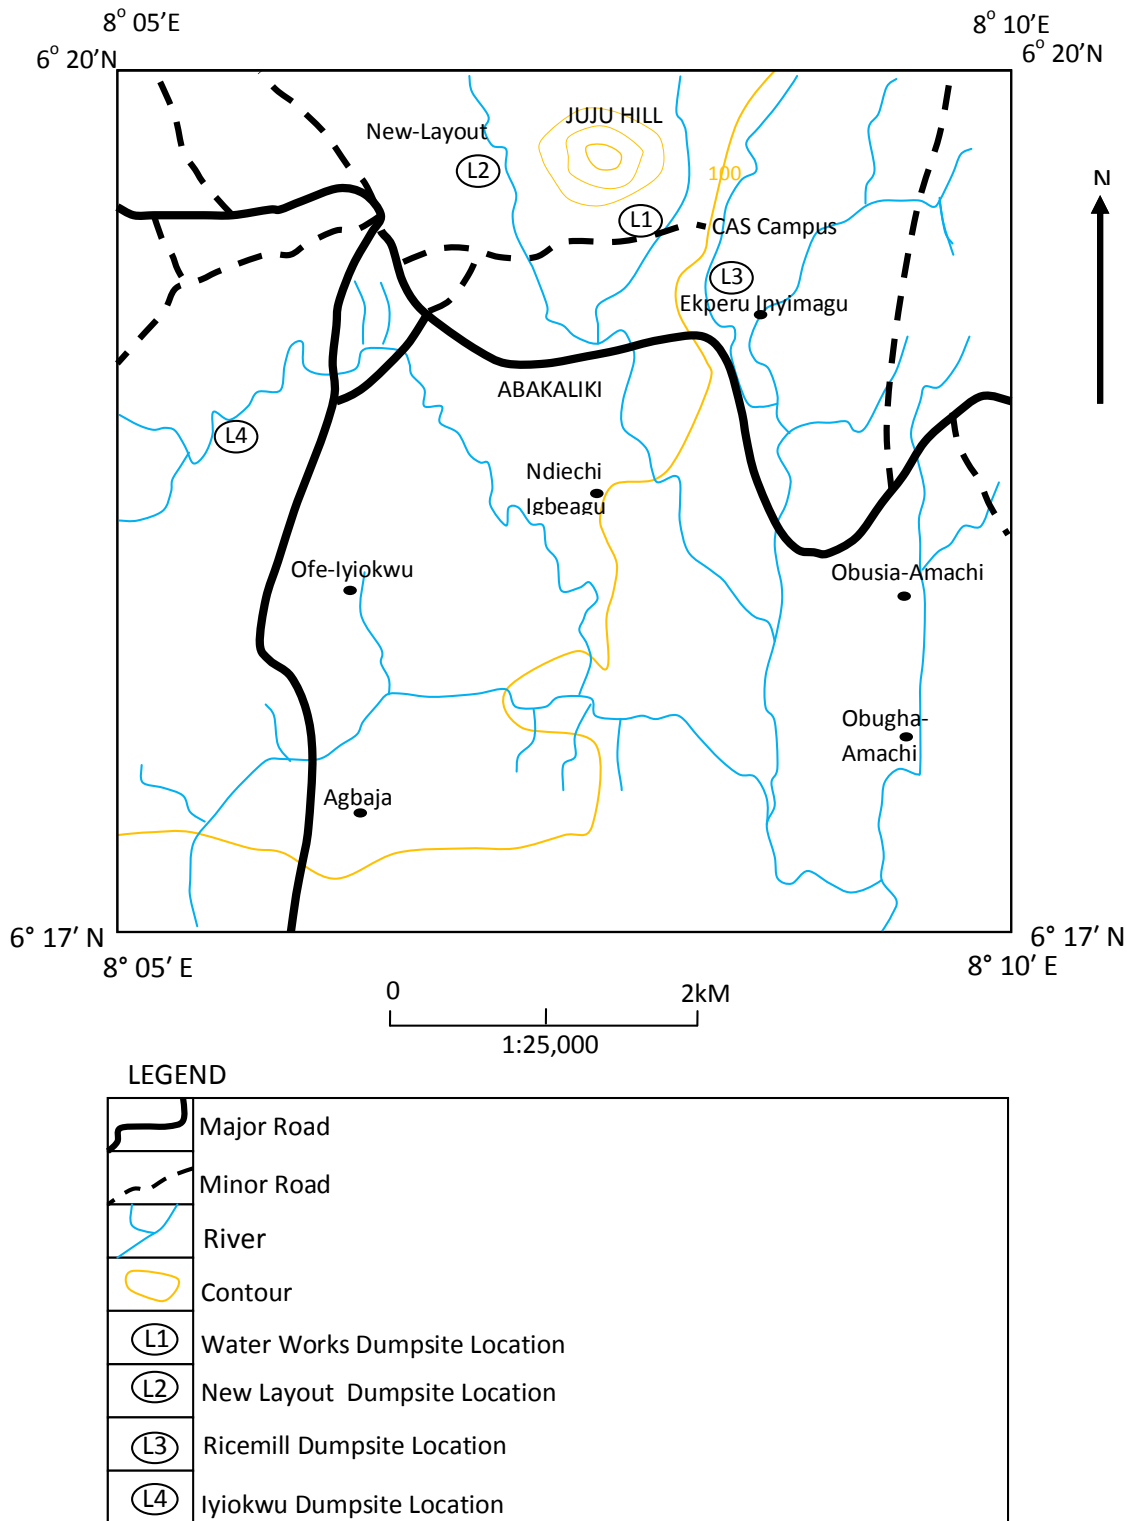 8° 05'E
8° 10'E
6° 20'N
6° 20'N
JUJU HILL
New-Layout
L2
100
N
L1
CAS Campus
L3
Ekperu Inyimagu
ABAKALIKI
L4
Ndiechi
Igbeagu
Ofe-Iyiokwu
Obusia-Amachi
Obugha-
Amachi
Agbaja
6° 17' N
6° 17' N
8° 05' E
8° 10' E
0
2kM
1:25,000
LEGEND
Major Road
Minor Road
River
Contour
L1 Water Works Dumpsite Location
L2 New Layout Dumpsite Location
L3 Ricemill Dumpsite Location
L4 Iyiokwu Dumpsite Location